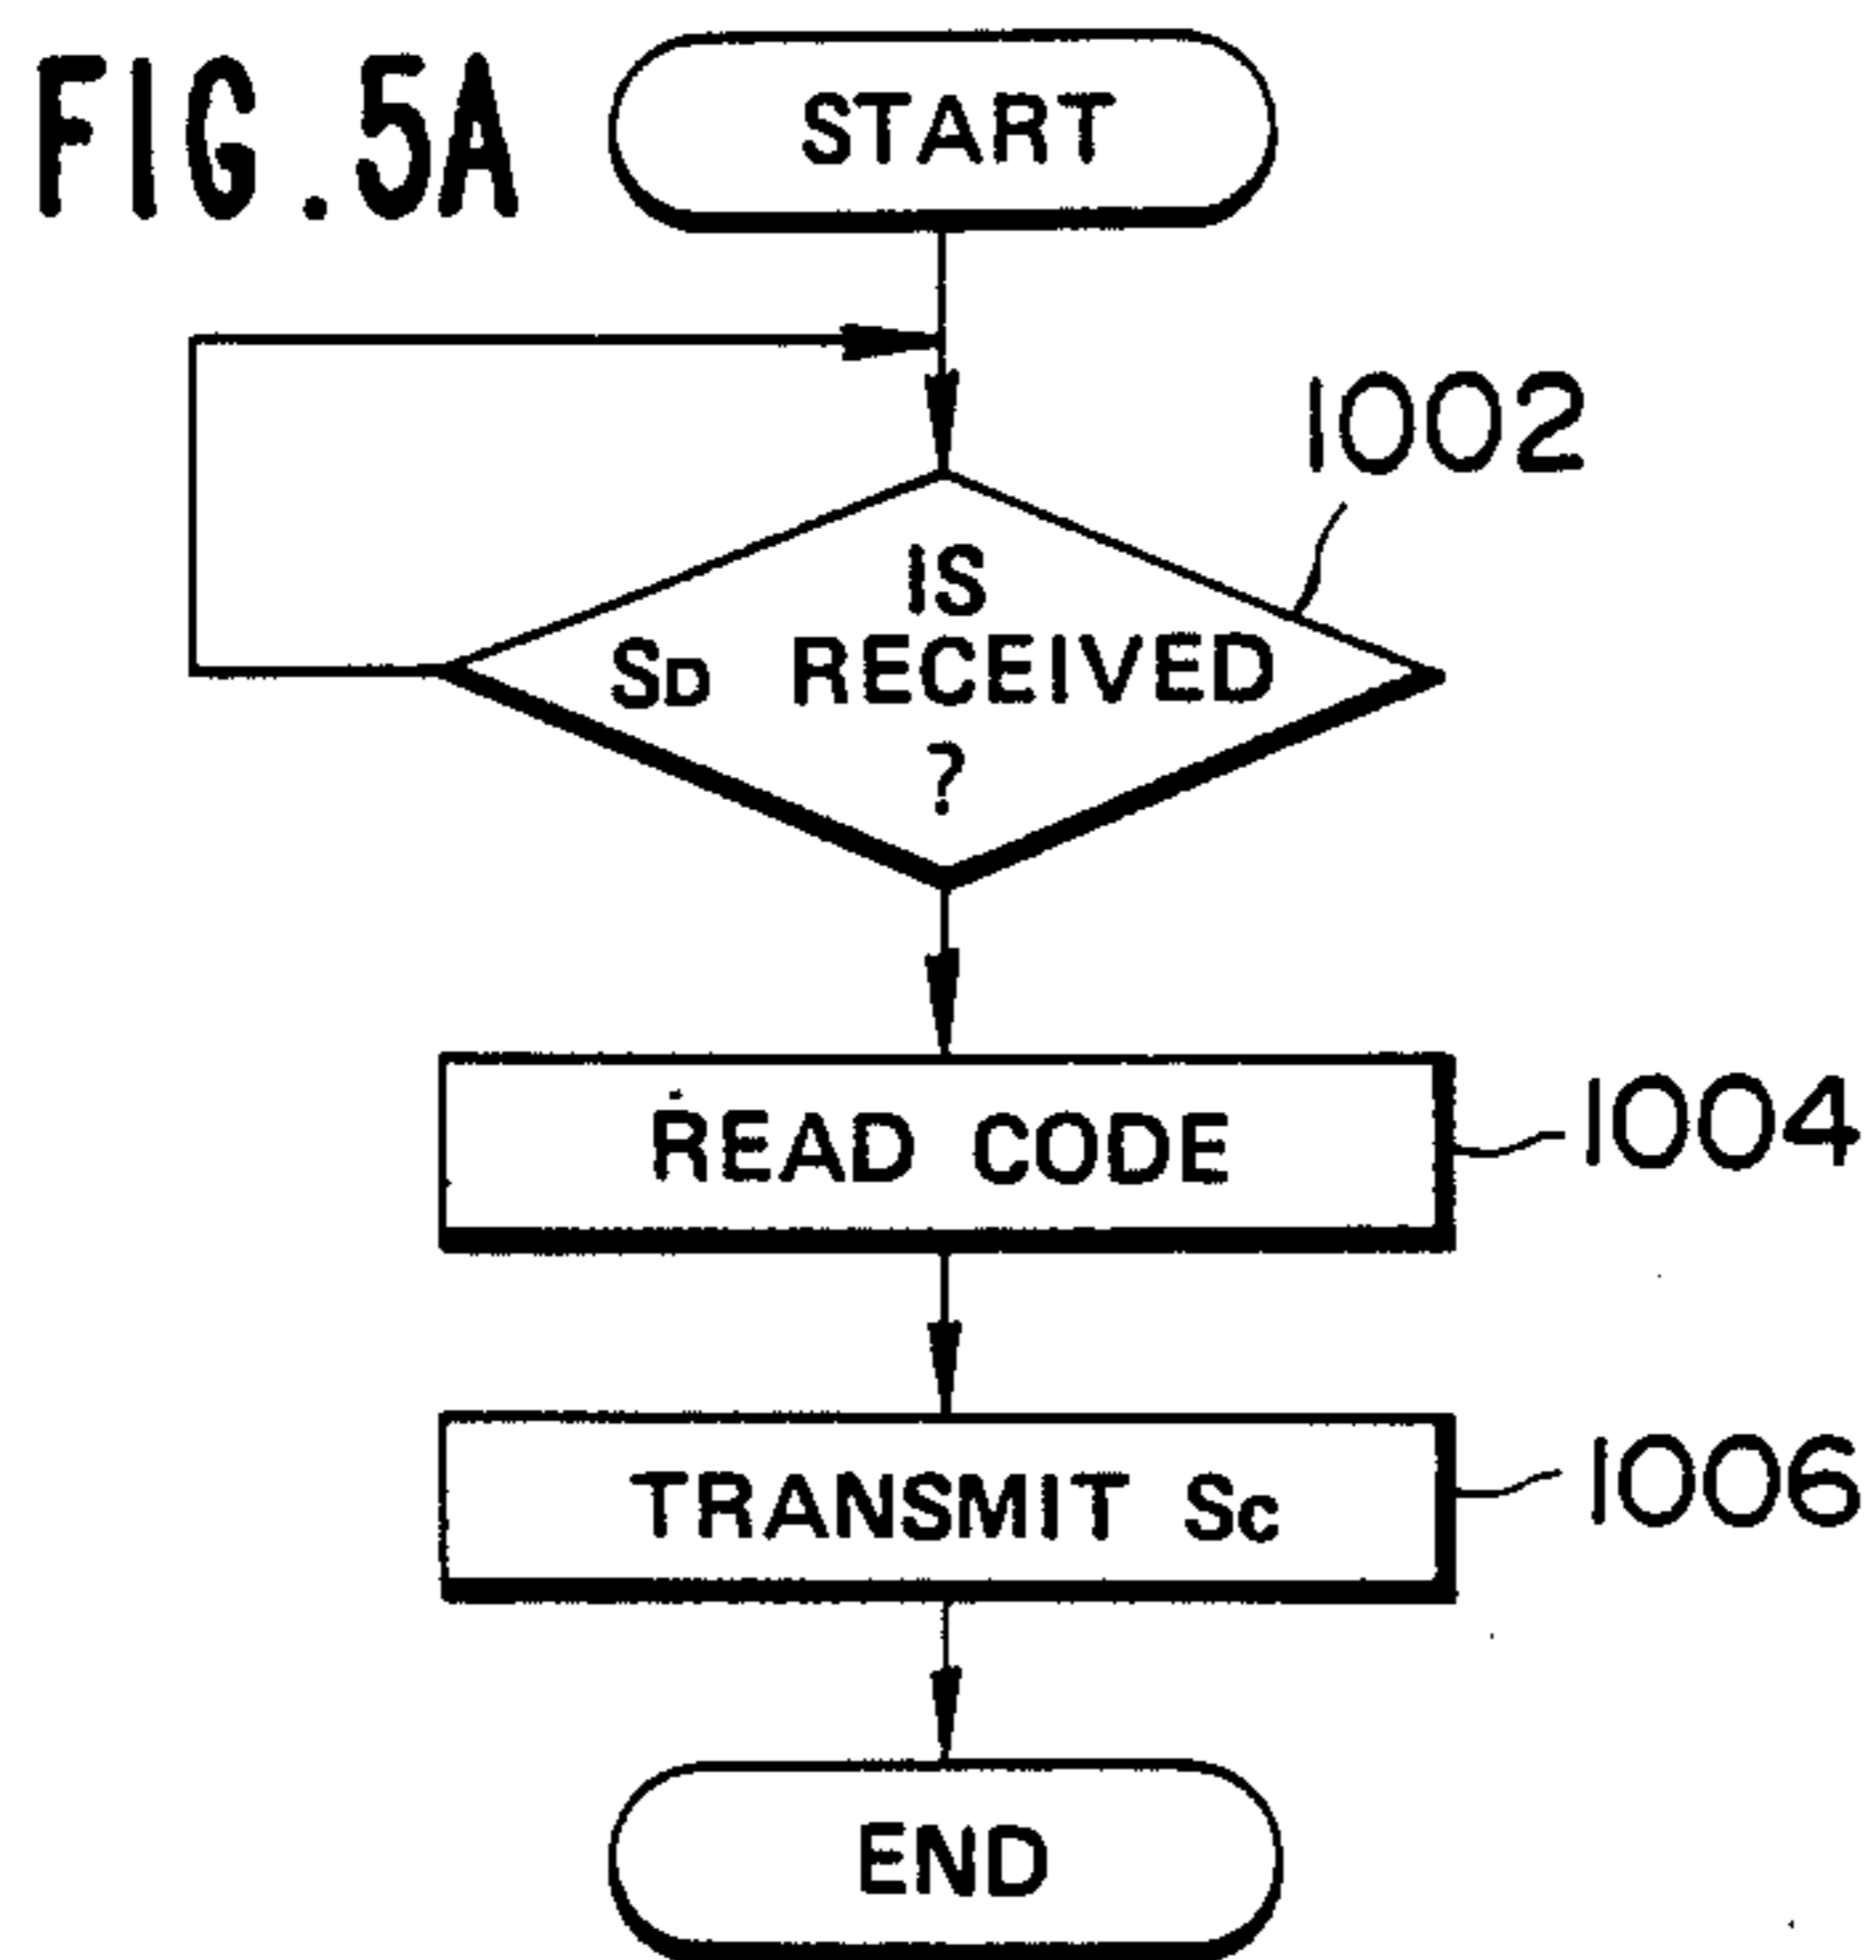 FIG.5A
START
1002
IS
SD RECEIVED
?
READ CODE
1004
TRANSMIT SC
1006
END